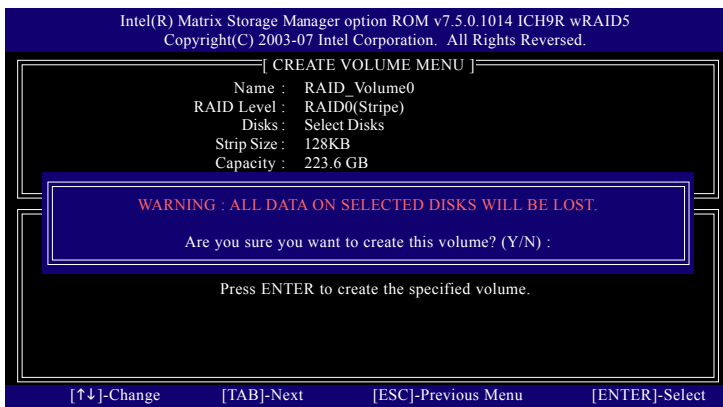 Intel(R) Matrix Storage Manager option ROM v7.5.0.1014 ICH9R wRAID5
Copyright(C) 2003-07 Intel Corporation. All Rights Reversed.
[ CREATE VOLUME MENU ]
Name : RAID_Volume0
RAID Level : RAID0(Stripe)
Disks : Select Disks
Strip Size : 128KB
Capacity : 223.6 GB
WARNING : ALL DATA ON SELECTED DISKS WILL BE LOST.
Are you sure you want to create this volume? (Y/N) :
Press ENTER to create the specified volume.
[↑↓]-Change [TAB]-Next [ESC]-Previous Menu [ENTER]-Select